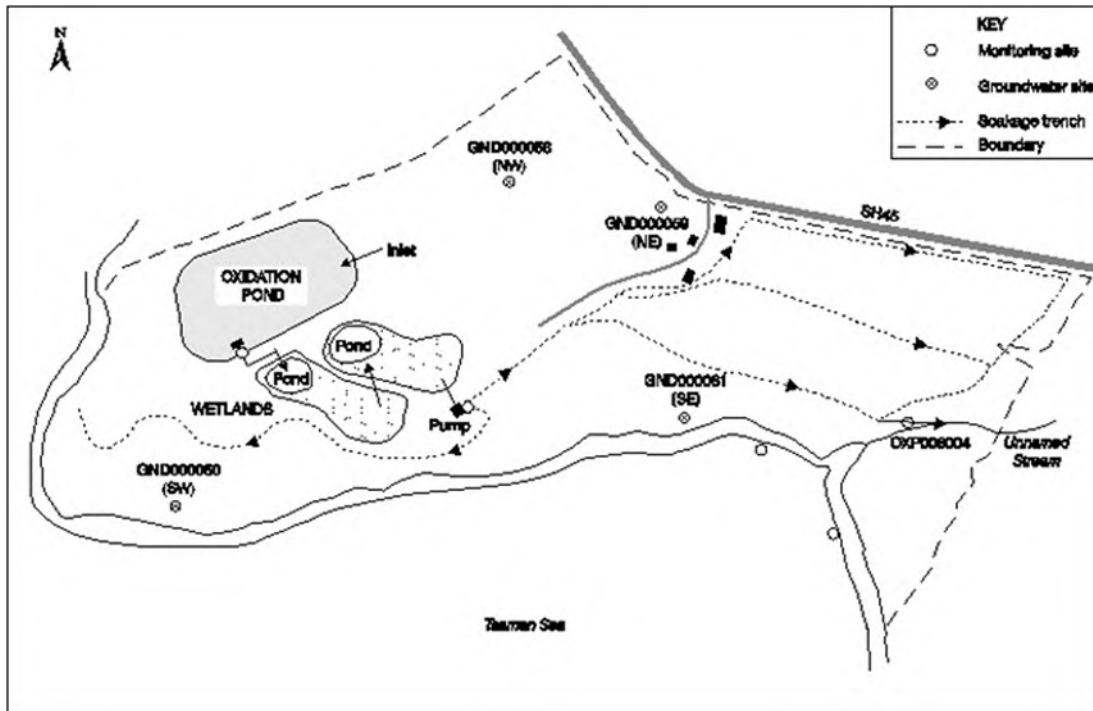 N
KEY
Monitoring site
Groundwater site
Soakage trench
Boundary
GND000058
(NW)
SH45
GND000059
(NE)
Inlet
OXIDATION
POND
Pond
Pond
GND000061
(SE)
WETLANDS
Pump
OXP008004
Unnamed
Stream
GND000060
(SW)
Tasman Sea